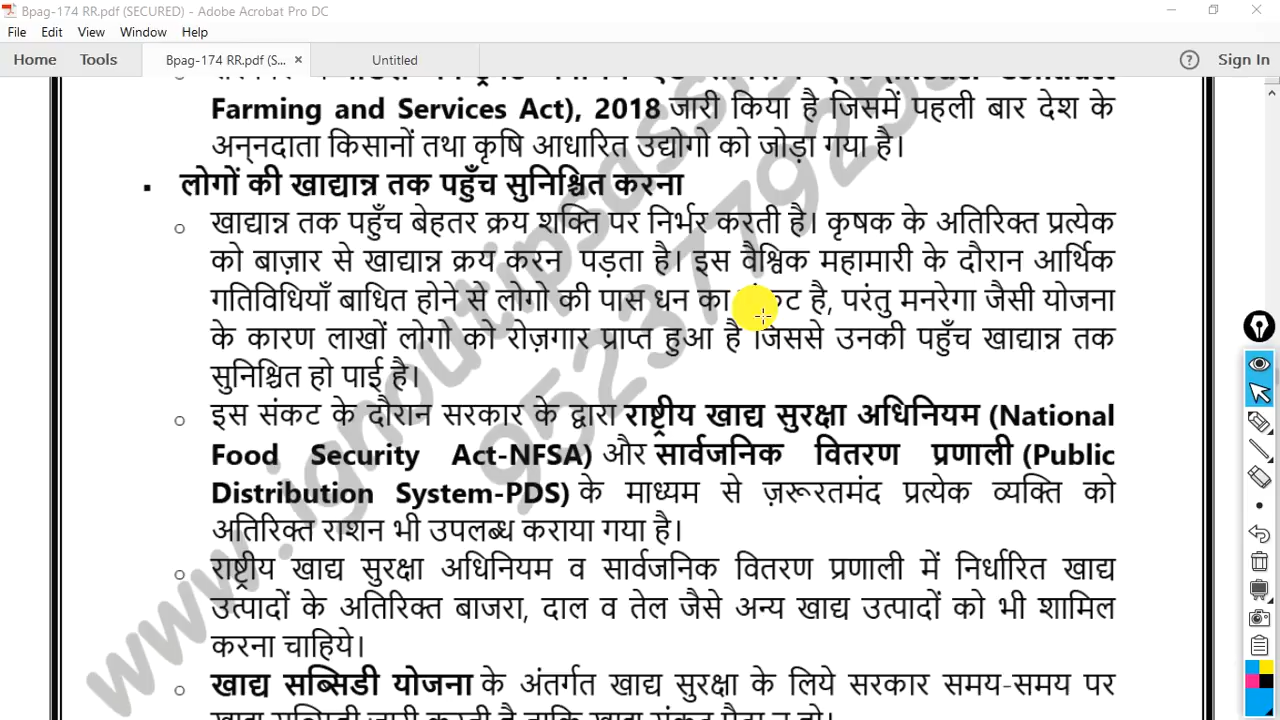 Bpag-174 RR.pdf (SECURED) - Adobe Acrobat Pro DC
File Edit View Window Help
Home Tools Bpag-174 RR.pdf (S... × Untitled ? Sign In
Farming and Services Act), 2018 जारी किया है जिसमें पहली बार देश के
अन्‍नदाता किसानों तथा कृषि आधारित उद्योगो को जोड़ा गया है।
▪ लोगों की खाद्यान्न तक पहुँच सुनिश्चित करना
o खाद्यान्न तक पहुँच बेहतर क्रय शक्ति पर निर्भर करती है। कृषक के अतिरिक्त प्रत्येक
को बाज़ार से खाद्यान्न क्रय करन पड़ता है। इस वैश्विक महामारी के दौरान आर्थिक
गतिविधियाँ बाधित होने से लोगो की पास धन का संकट है, परंतु मनरेगा जैसी योजना
के कारण लाखों लोगो को रोज़गार प्राप्त हुआ है जिससे उनकी पहुँच खाद्यान्न तक
सुनिश्चित हो पाई है।
o इस संकट के दौरान सरकार के द्वारा राष्ट्रीय खाद्य सुरक्षा अधिनियम (National
Food Security Act-NFSA) और सार्वजनिक वितरण प्रणाली (Public
Distribution System-PDS) के माध्यम से ज़रूरतमंद प्रत्येक व्यक्ति को
अतिरिक्त राशन भी उपलब्ध कराया गया है।
o राष्ट्रीय खाद्य सुरक्षा अधिनियम व सार्वजनिक वितरण प्रणाली में निर्धारित खाद्य
उत्पादों के अतिरिक्त बाजरा, दाल व तेल जैसे अन्य खाद्य उत्पादों को भी शामिल
करना चाहिये।
o खाद्य सब्सिडी योजना के अंतर्गत खाद्य सुरक्षा के लिये सरकार समय-समय पर